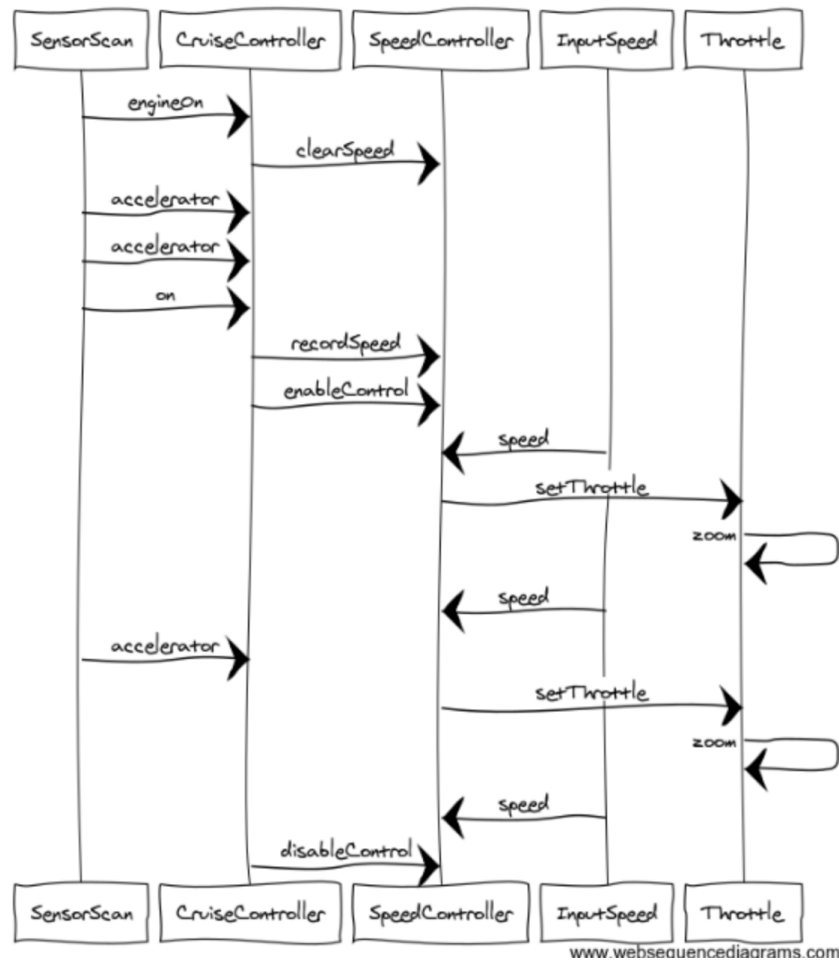 SensorScan
CruiseController
SpeedController
InputSpeed
Throttle
engineOn
clearSpeed
accelerator
accelerator
on
recordSpeed
enableControl
speed
setThrottle
zoom
speed
accelerator
setThrottle
zoom
speed
disableControl
SensorScan
CruiseController
SpeedController
InputSpeed
Throttle
www.websequencediagrams.com